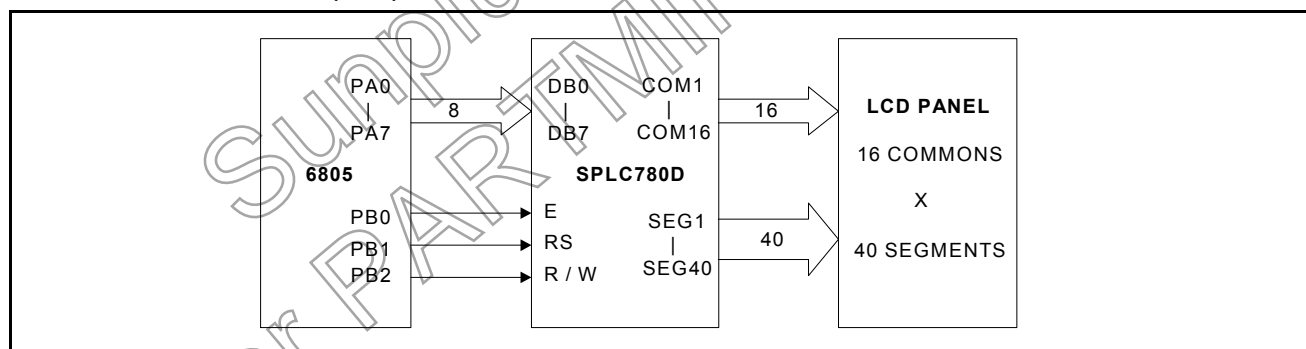 PA0
|
PA7
6805
PB0
PB1
PB2
8
DB0
|
DB7
COM1
|
COM16
SPLC780D
E
RS
R / W
SEG1
|
SEG40
16
40
LCD PANEL
16 COMMONS
X
40 SEGMENTS